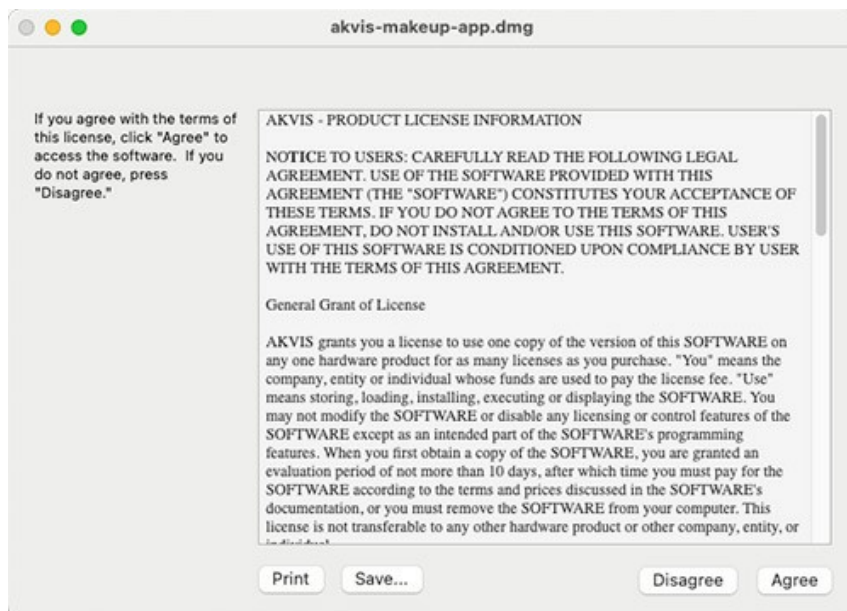 akvis-makeup-app.dmg
If you agree with the terms of
this license, click "Agree" to
access the software.  If you
do not agree, press
"Disagree."
AKVIS - PRODUCT LICENSE INFORMATION
NOTICE TO USERS: CAREFULLY READ THE FOLLOWING LEGAL
AGREEMENT. USE OF THE SOFTWARE PROVIDED WITH THIS
AGREEMENT (THE "SOFTWARE") CONSTITUTES YOUR ACCEPTANCE OF
THESE TERMS. IF YOU DO NOT AGREE TO THE TERMS OF THIS
AGREEMENT, DO NOT INSTALL AND/OR USE THIS SOFTWARE. USER'S
USE OF THIS SOFTWARE IS CONDITIONED UPON COMPLIANCE BY USER
WITH THE TERMS OF THIS AGREEMENT.
General Grant of License
AKVIS grants you a license to use one copy of the version of this SOFTWARE on
any one hardware product for as many licenses as you purchase. "You" means the
company, entity or individual whose funds are used to pay the license fee. "Use"
means storing, loading, installing, executing or displaying the SOFTWARE. You
may not modify the SOFTWARE or disable any licensing or control features of the
SOFTWARE except as an intended part of the SOFTWARE's programming
features. When you first obtain a copy of the SOFTWARE, you are granted an
evaluation period of not more than 10 days, after which time you must pay for the
SOFTWARE according to the terms and prices discussed in the SOFTWARE's
documentation, or you must remove the SOFTWARE from your computer. This
license is not transferable to any other hardware product or other company, entity, or
Print Save... Disagree Agree